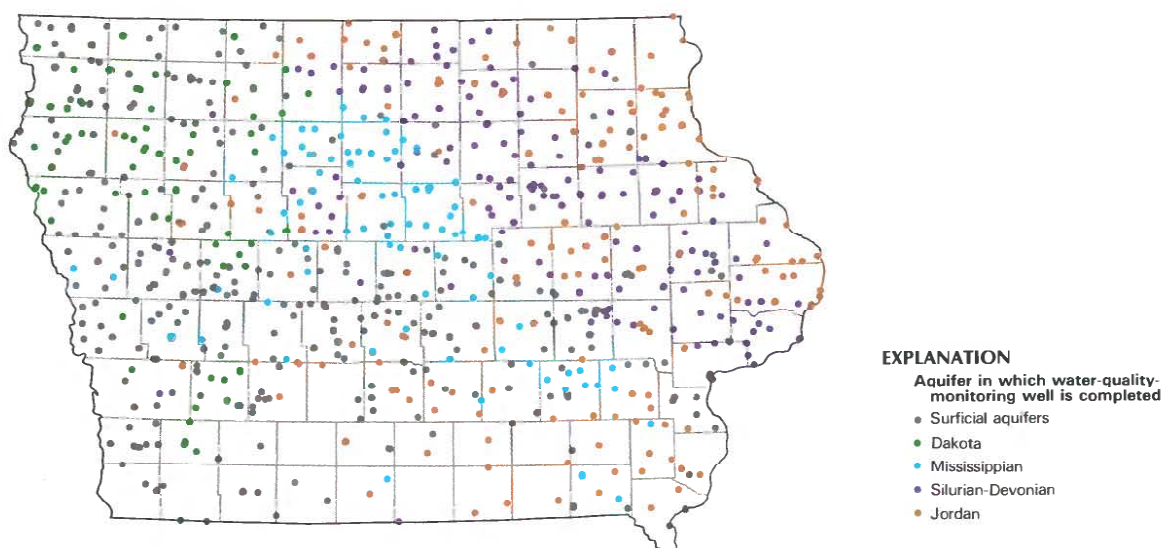 EXPLANATION
Aquifer in which water-quality-
monitoring well is completed
Surficial aquifers
Dakota
Mississippian
Silurian-Devonian
Jordan